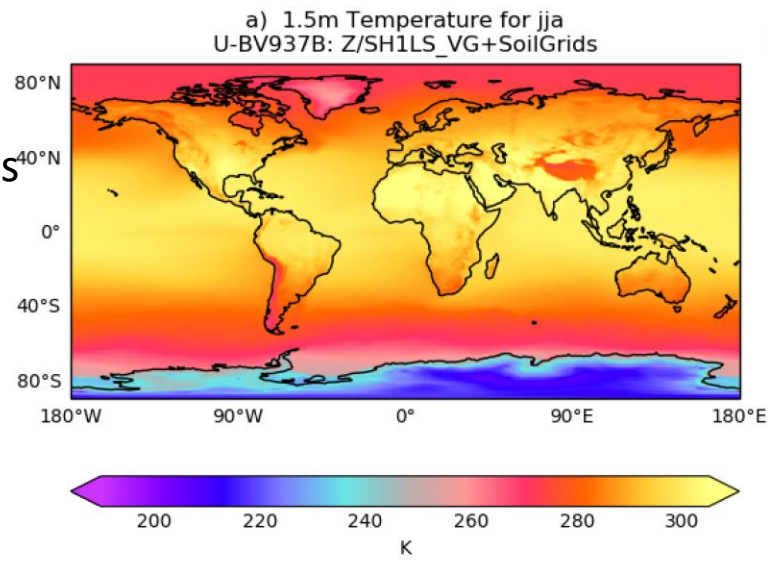 a)  1.5m Temperature for jja
U-BV937B: Z/SH1LS_VG+SoilGrids
80°N
s
40°N
0°
40°S
80°S
180°W 90°W 0° 90°E 180°E
200 220 240 260 280 300
K